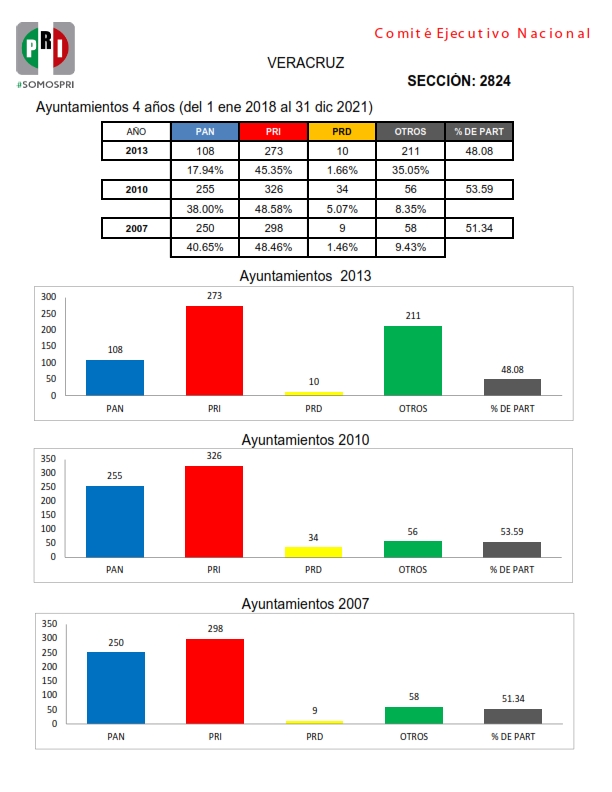 Comité Ejecutivo Nacional
PRI
#SOMOSPRI
VERACRUZ
SECCIÓN: 2824
Ayuntamientos 4 años (del 1 ene 2018 al 31 dic 2021)
AÑO PAN PRI PRD OTROS % DE PART
2013 108 273 10 211 48.08
17.94% 45.35% 1.66% 35.05%
2010 255 326 34 56 53.59
38.00% 48.58% 5.07% 8.35%
2007 250 298 9 58 51.34
40.65% 48.46% 1.46% 9.43%
Ayuntamientos 2013
300
250
200
150
100
50
0
108 273 10 211 48.08
PAN PRI PRD OTROS % DE PART
Ayuntamientos 2010
350
300
250
200
150
100
50
0
255 326 34 56 53.59
PAN PRI PRD OTROS % DE PART
Ayuntamientos 2007
350
300
250
200
150
100
50
0
250 298 9 58 51.34
PAN PRI PRD OTROS % DE PART